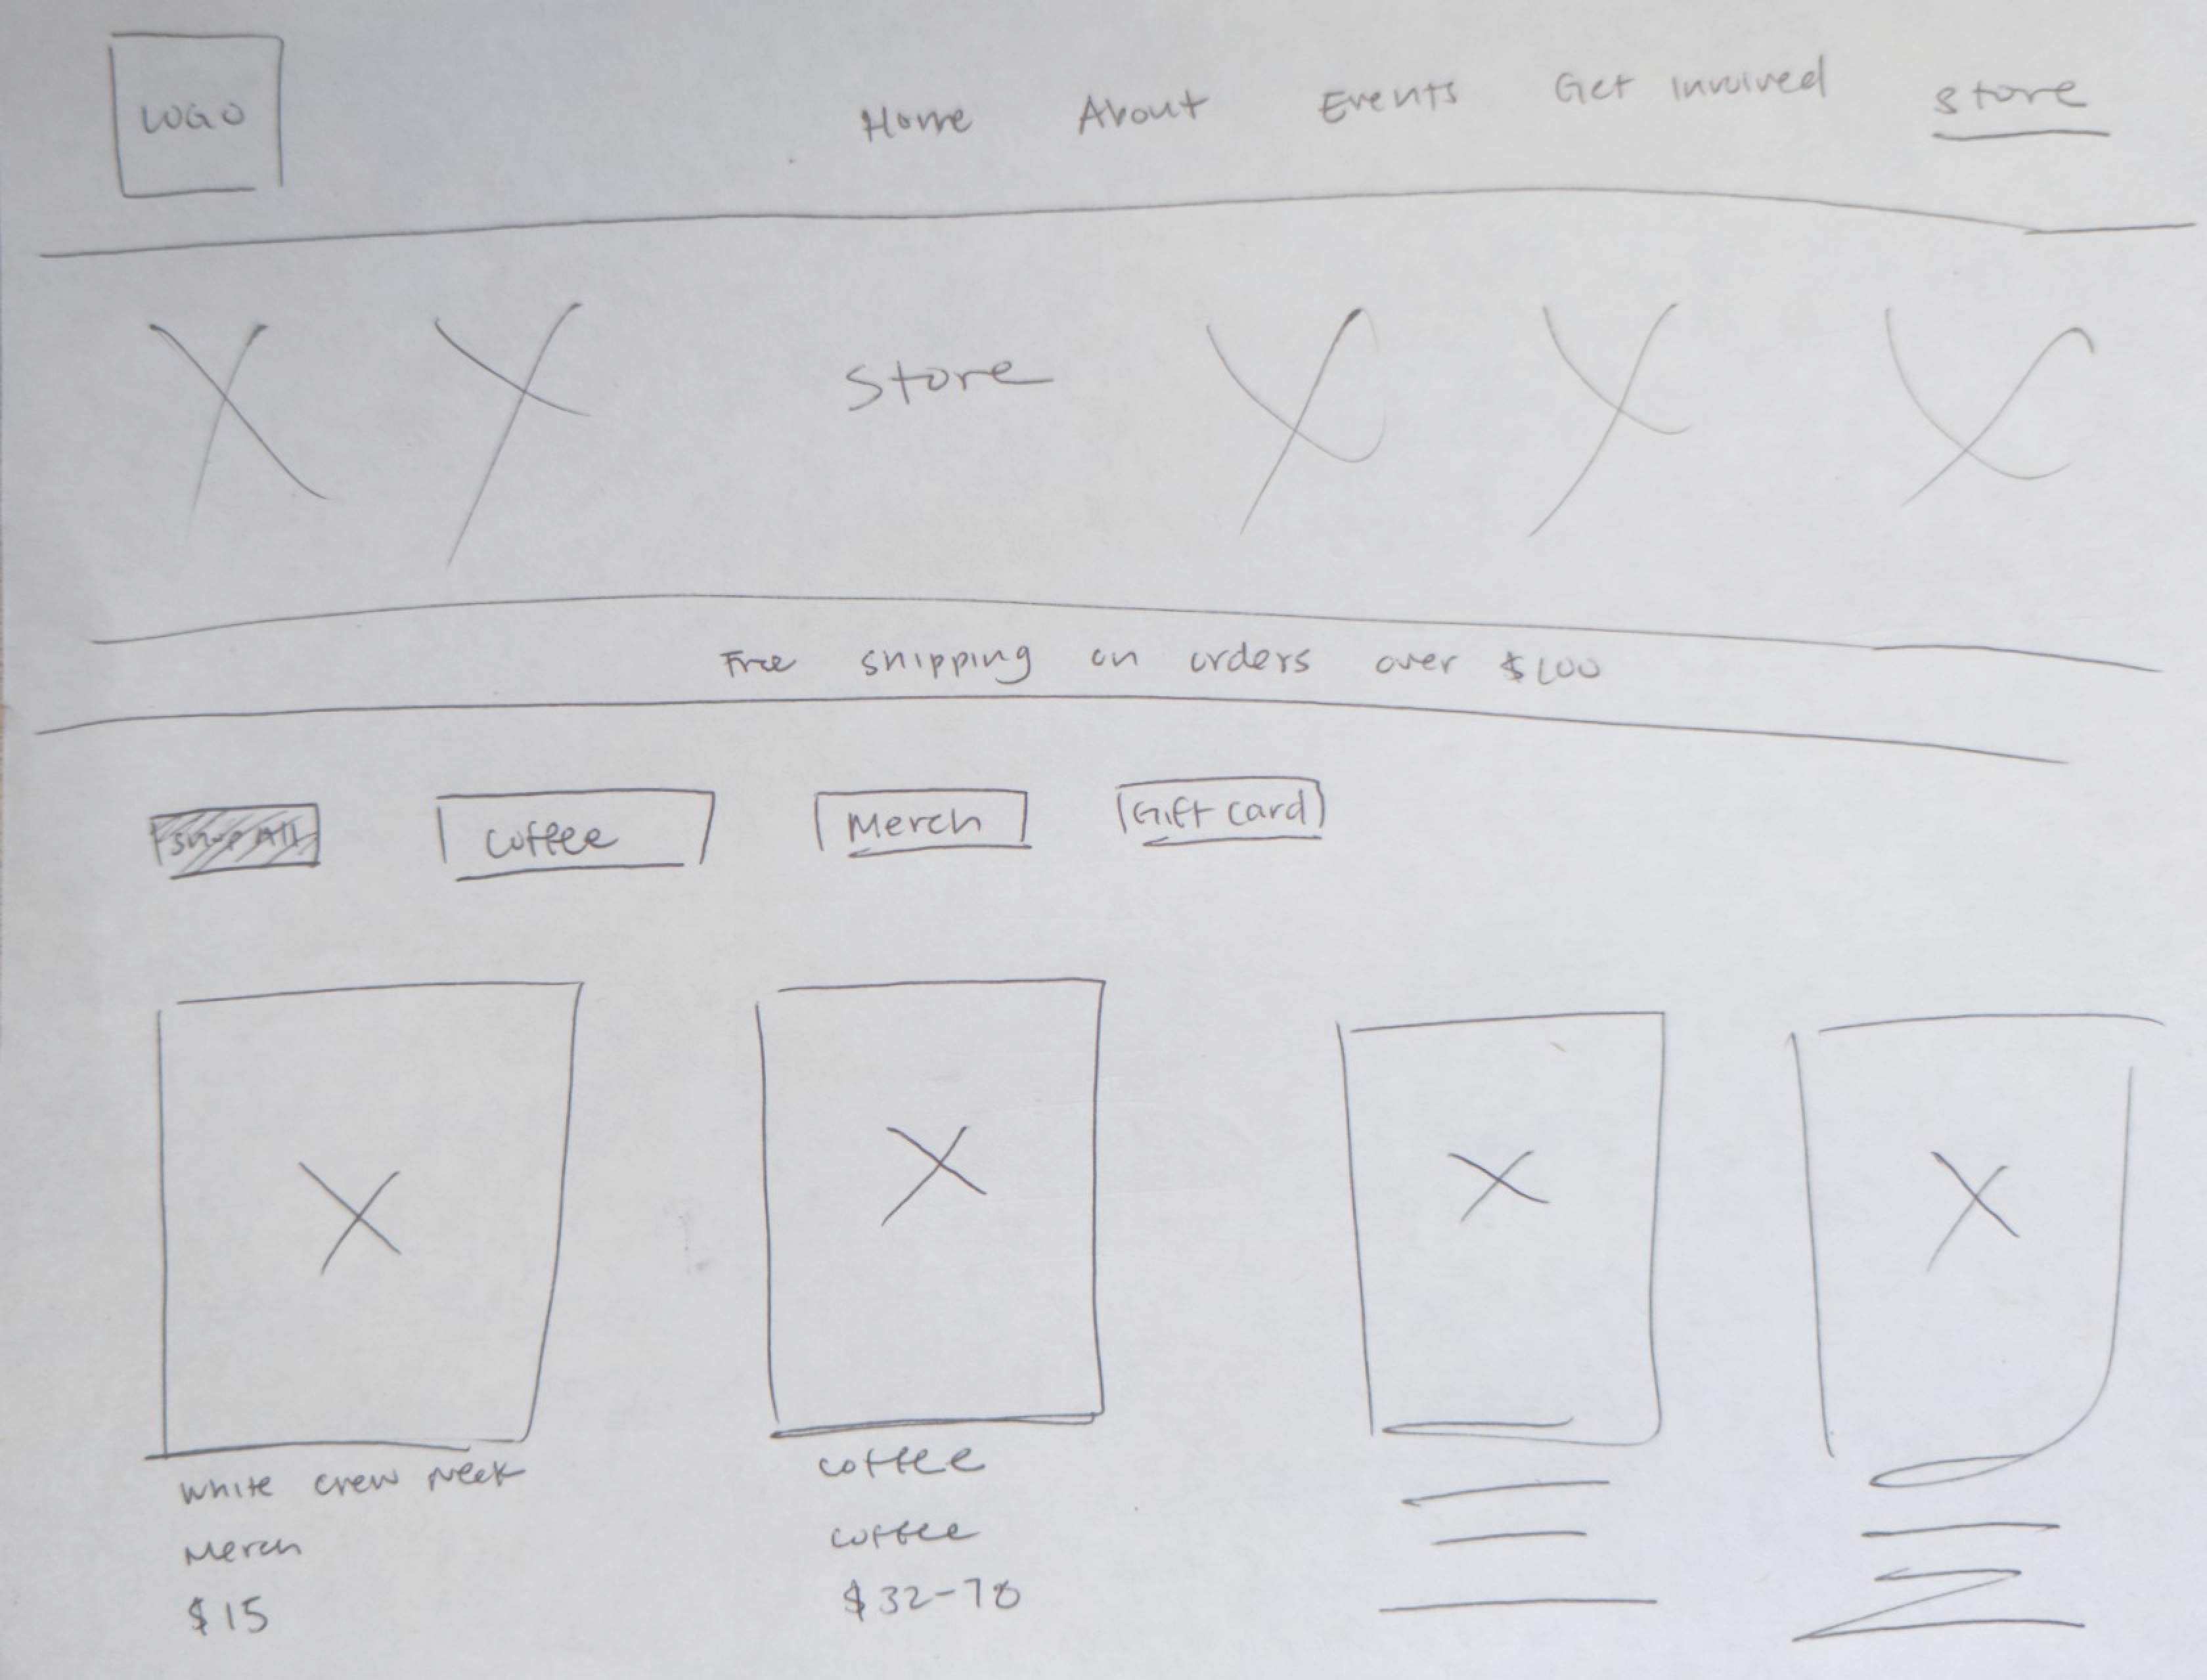 LOGO
Home About Events Get Involved Store
Store
Free shipping on orders over $100
Shop All Coffee Merch Gift Card
White crew Neck
Merch
$15
coffee
coffee
$32-78